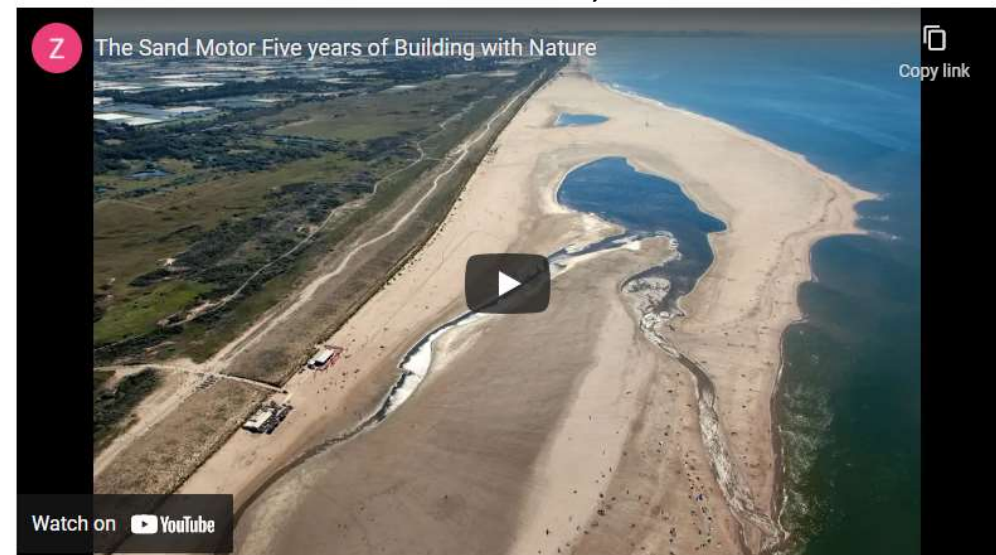 Z
The Sand Motor Five years of Building with Nature
Copy link
Watch on YouTube